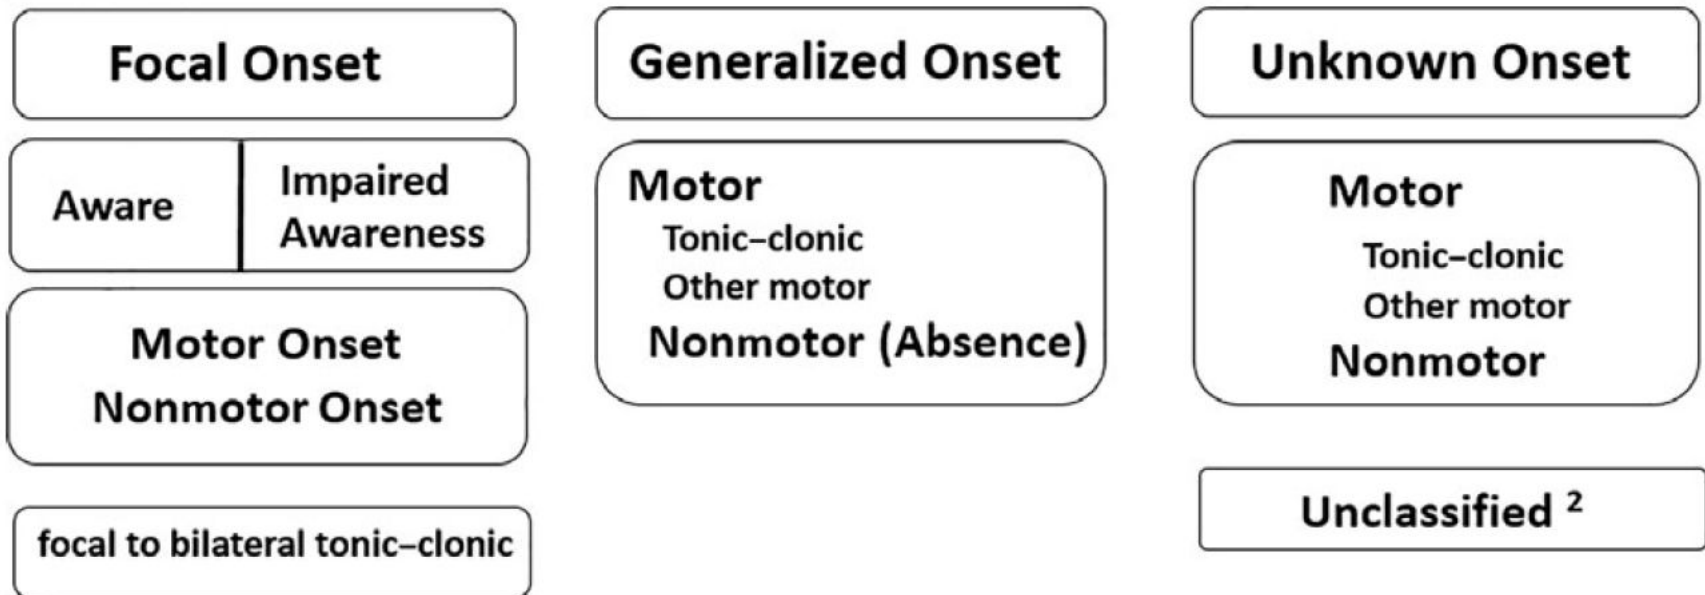 Focal Onset
Aware
Impaired
Awareness
Motor Onset
Nonmotor Onset
focal to bilateral tonic–clonic
Generalized Onset
Motor
Tonic–clonic
Other motor
Nonmotor (Absence)
Unknown Onset
Motor
Tonic–clonic
Other motor
Nonmotor
Unclassified ²